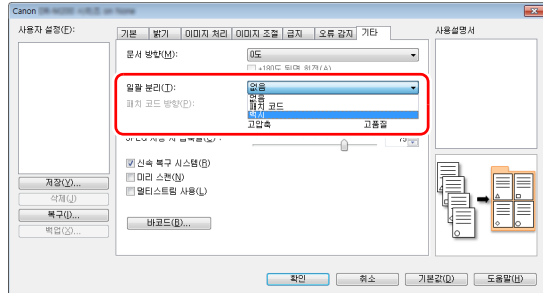 Canon
사용자 설정(F):
저장(Y)...
삭제(J)
복구(I)...
백업(X)...
기본 밝기 이미지 처리 이미지 조절 급지 오류 감지 기타
문서 방향(M): 0도
일괄 분리(T): 없음
없음
패치 코드 방향(P): 패치 코드
고압축 고품질
75
신속 복구 시스템(R)
미리 스캔(N)
멀티스트림 사용(L)
바코드(B)...
사용설명서
확인 취소 기본값(D) 도움말(H)